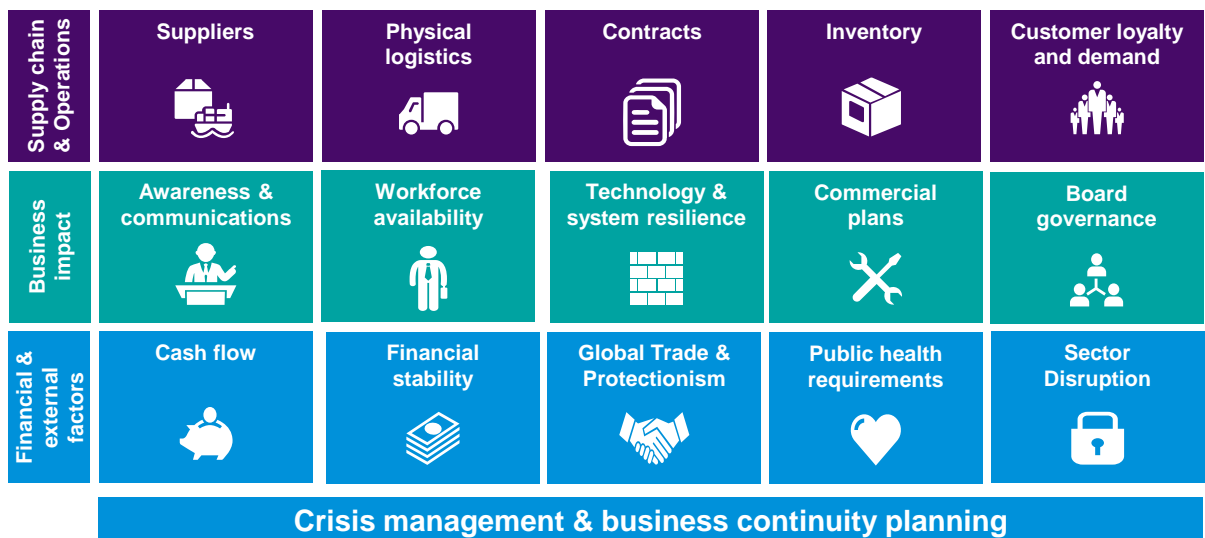 Supply chain
& Operations
Suppliers
Physical
logistics
Contracts
Inventory
Customer loyalty
and demand
Business
impact
Awareness &
communications
Workforce
availability
Technology &
system resilience
Commercial
plans
Board
governance
Financial &
external
factors
Cash flow
Financial
stability
Global Trade &
Protectionism
Public health
requirements
Sector
Disruption
Crisis management & business continuity planning